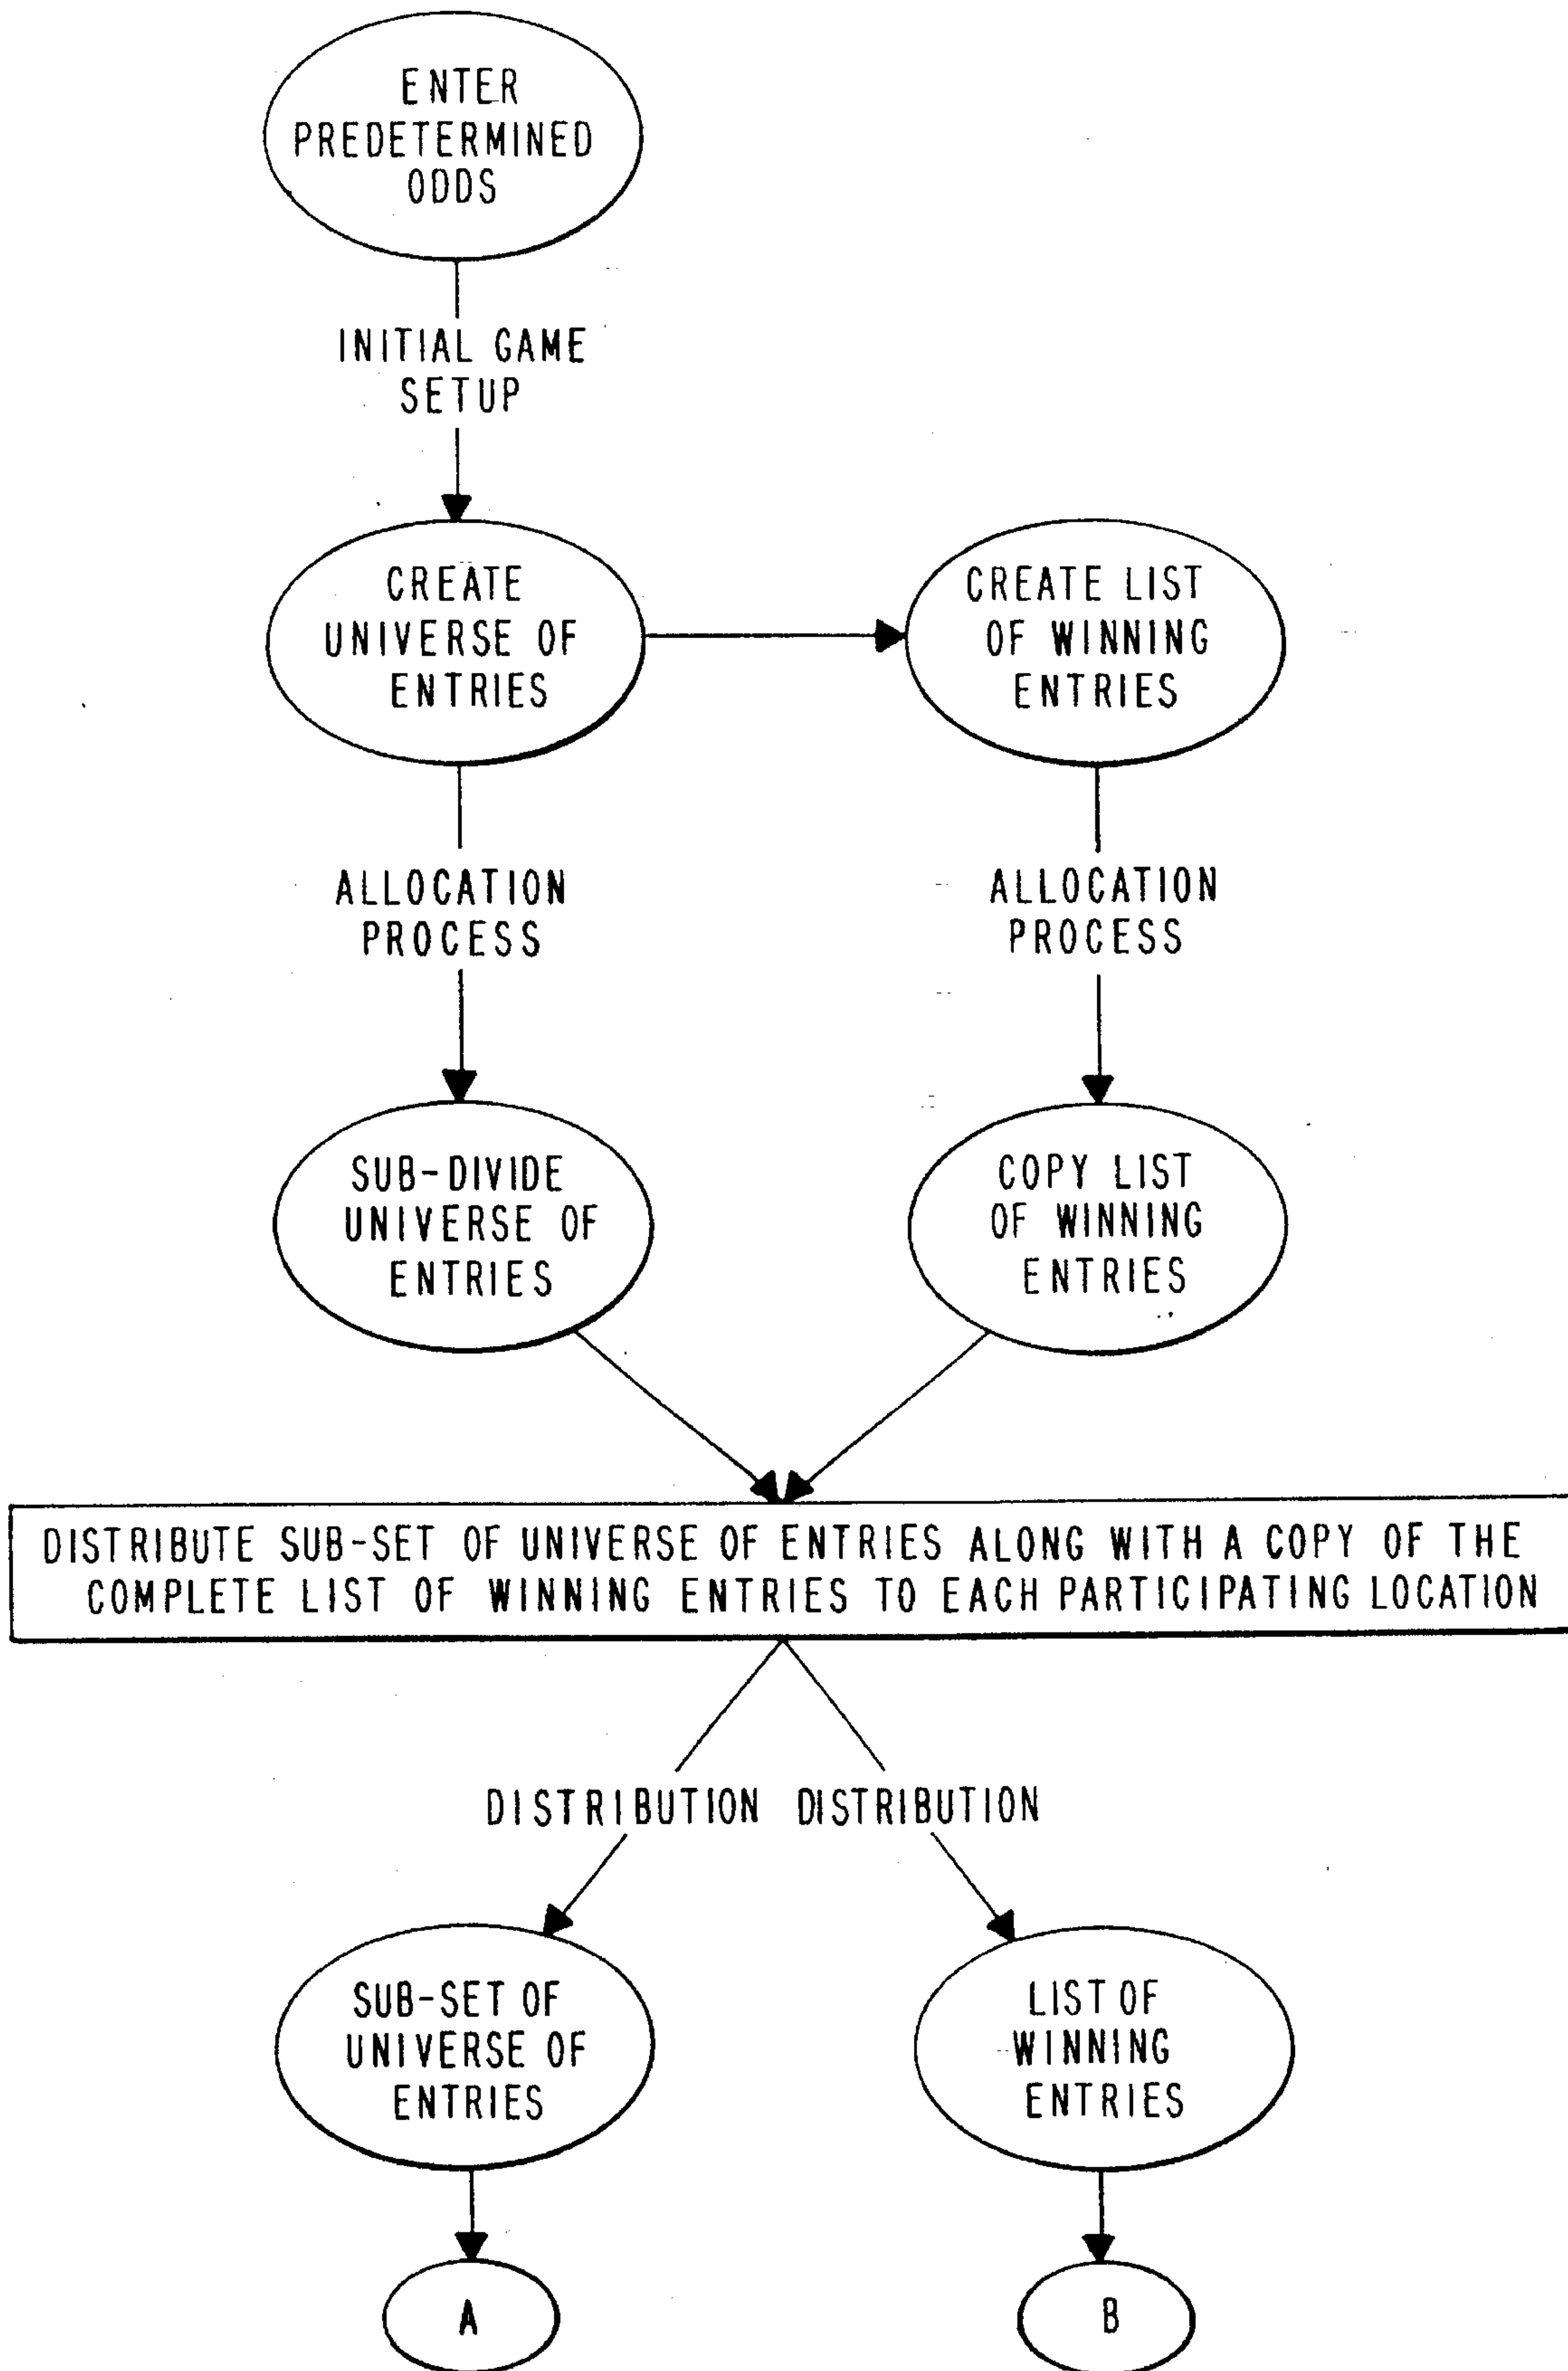 ENTER
PREDETERMINED
ODDS
INITIAL GAME
SETUP
CREATE
UNIVERSE OF
ENTRIES
CREATE LIST
OF WINNING
ENTRIES
ALLOCATION
PROCESS
ALLOCATION
PROCESS
SUB-DIVIDE
UNIVERSE OF
ENTRIES
COPY LIST
OF WINNING
ENTRIES
DISTRIBUTE SUB-SET OF UNIVERSE OF ENTRIES ALONG WITH A COPY OF THE
COMPLETE LIST OF WINNING ENTRIES TO EACH PARTICIPATING LOCATION
DISTRIBUTION DISTRIBUTION
SUB-SET OF
UNIVERSE OF
ENTRIES
LIST OF
WINNING
ENTRIES
A
B